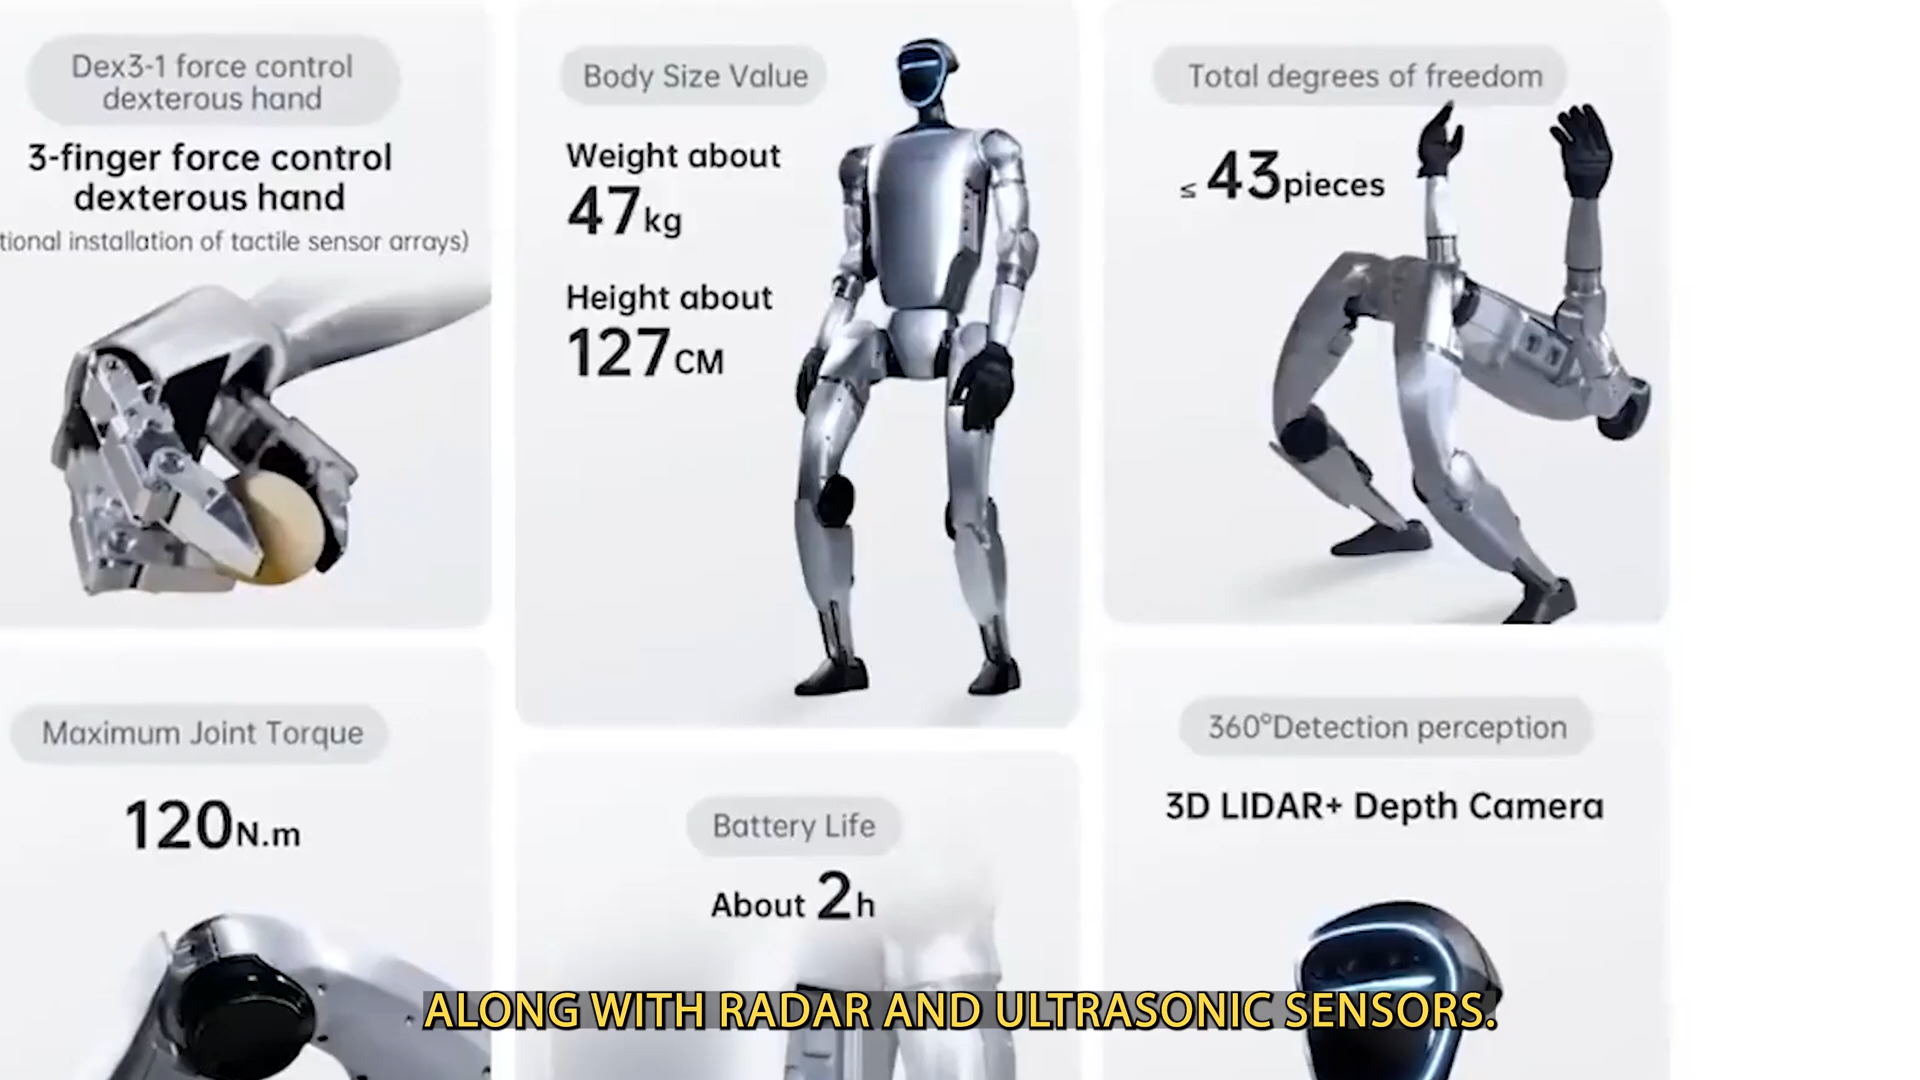 Dex3-1 force control
dexterous hand
3-finger force control
dexterous hand
installation of tactile sensor arrays)
Body Size Value
Weight about
47kg
Height about
127CM
Total degrees of freedom
≤ 43pieces
Maximum Joint Torque
120N.m
Battery Life
About 2h
360°Detection perception
3D LIDAR+ Depth Camera
ALONG WITH RADAR AND ULTRASONIC SENSORS.